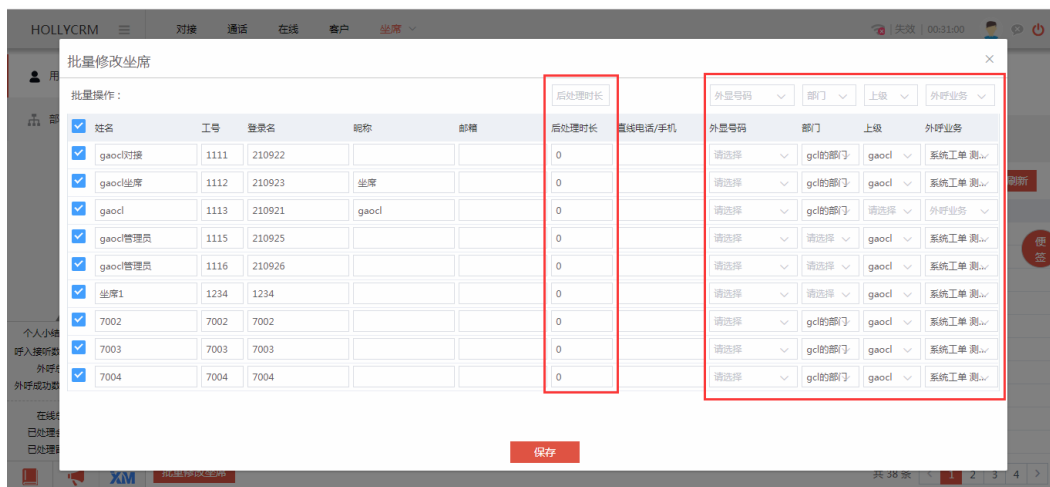 HOLLYCRM 对接 通话 在线 客户 坐席 失效 00:31:00
批量修改坐席
用
批量操作： 后处理时长 外显号码 部门 上级 外呼业务
部
姓名 工号 登录名 昵称 邮箱 后处理时长 直线电话/手机 外显号码 部门 上级 外呼业务
gaocl对接 1111 210922 0 请选择 gcl的部门 gaocl 系统工单 测...
gaocl坐席 1112 210923 坐席 0 请选择 gcl的部门 gaocl 系统工单 测...
刷新
gaocl 1113 210921 gaocl 0 请选择 gcl的部门 请选择 外呼业务
gaocl管理员 1115 210925 0 请选择 请选择 gaocl 系统工单 测...
便签
gaocl管理员 1116 210926 0 请选择 请选择 gaocl 系统工单 测...
坐席1 1234 1234 0 请选择 请选择 gaocl 系统工单 测...
7002 7002 7002 0 请选择 gcl的部门 gaocl 系统工单 测...
个人小结
7003 7003 7003 0 请选择 gcl的部门 gaocl 系统工单 测...
呼入接听数
外呼
7004 7004 7004 0 请选择 gcl的部门 gaocl 系统工单 测...
外呼成功数
在线
已处理
已处理
保存
XM 批量修改坐席 共 38 条 < 1 2 3 4 >